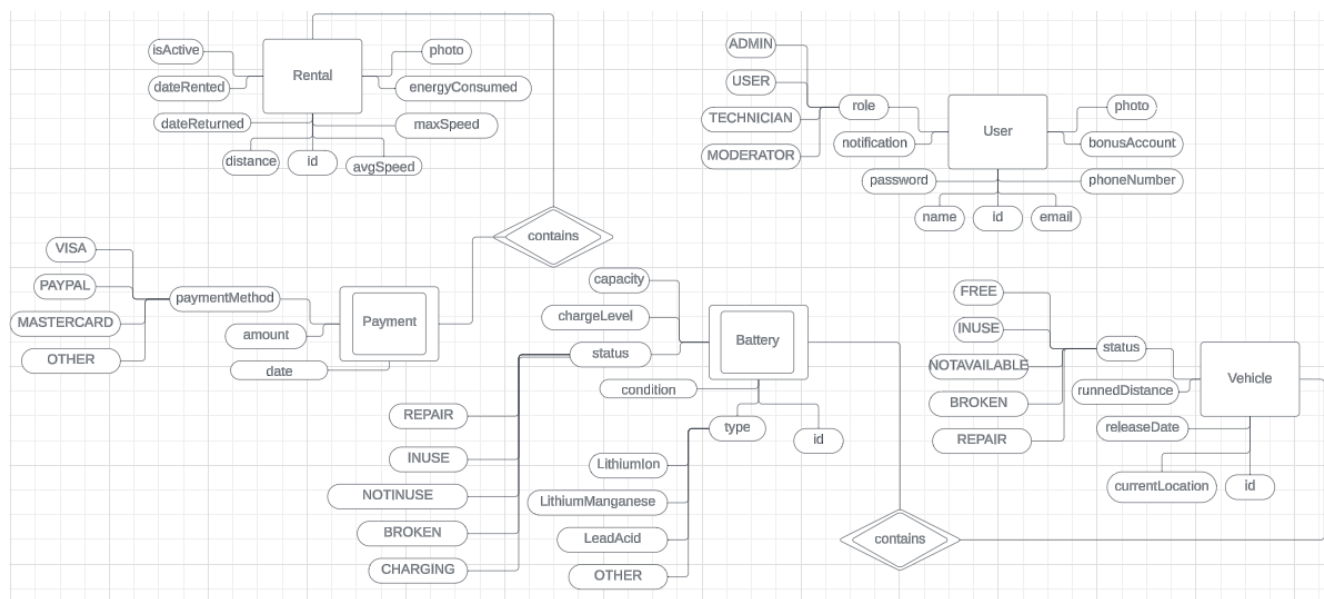 isActive
Rental
photo
dateRented
energyConsumed
dateReturned
maxSpeed
distance
id
avgSpeed
contains
ADMIN
USER
TECHNICIAN
MODERATOR
role
notification
User
photo
bonusAccount
password
phoneNumber
name
id
email
VISA
PAYPAL
MASTERCARD
OTHER
paymentMethod
amount
date
Payment
capacity
chargeLevel
status
condition
Battery
type
id
REPAIR
INUSE
NOTINUSE
BROKEN
CHARGING
LithiumIon
LithiumManganese
LeadAcid
OTHER
contains
FREE
INUSE
NOTAVAILABLE
BROKEN
REPAIR
status
runnedDistance
releaseDate
currentLocation
id
Vehicle